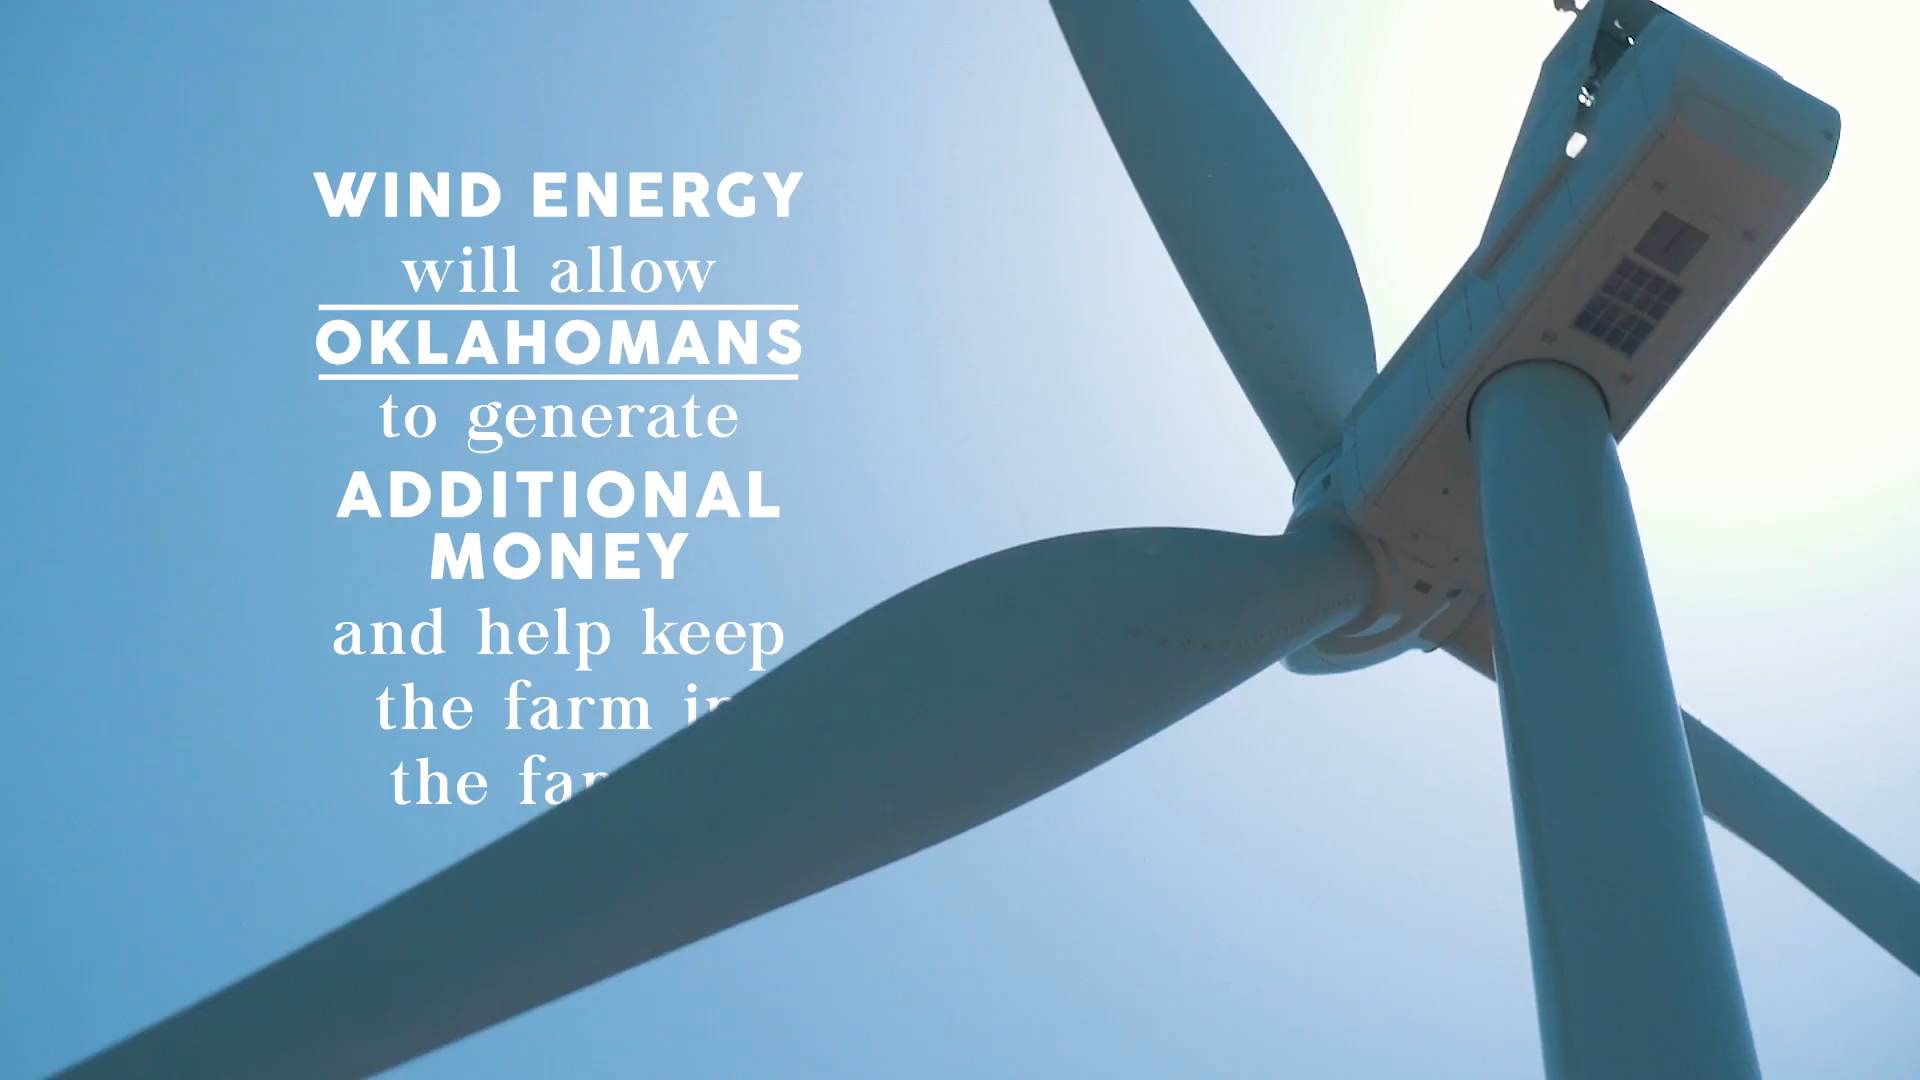 WIND ENERGY
will allow
OKLAHOMANS
to generate
ADDITIONAL
MONEY
and help keep
the farm
the